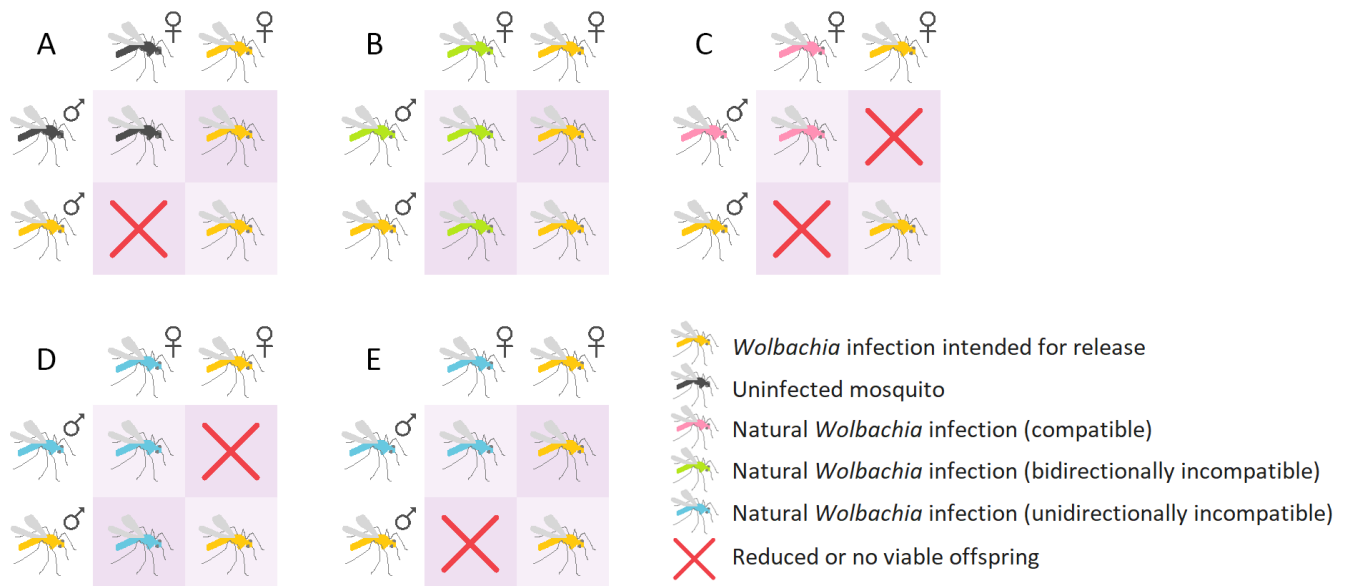 A
B
C
D
E
Wolbachia infection intended for release
Uninfected mosquito
Natural Wolbachia infection (compatible)
Natural Wolbachia infection (bidirectionally incompatible)
Natural Wolbachia infection (unidirectionally incompatible)
Reduced or no viable offspring